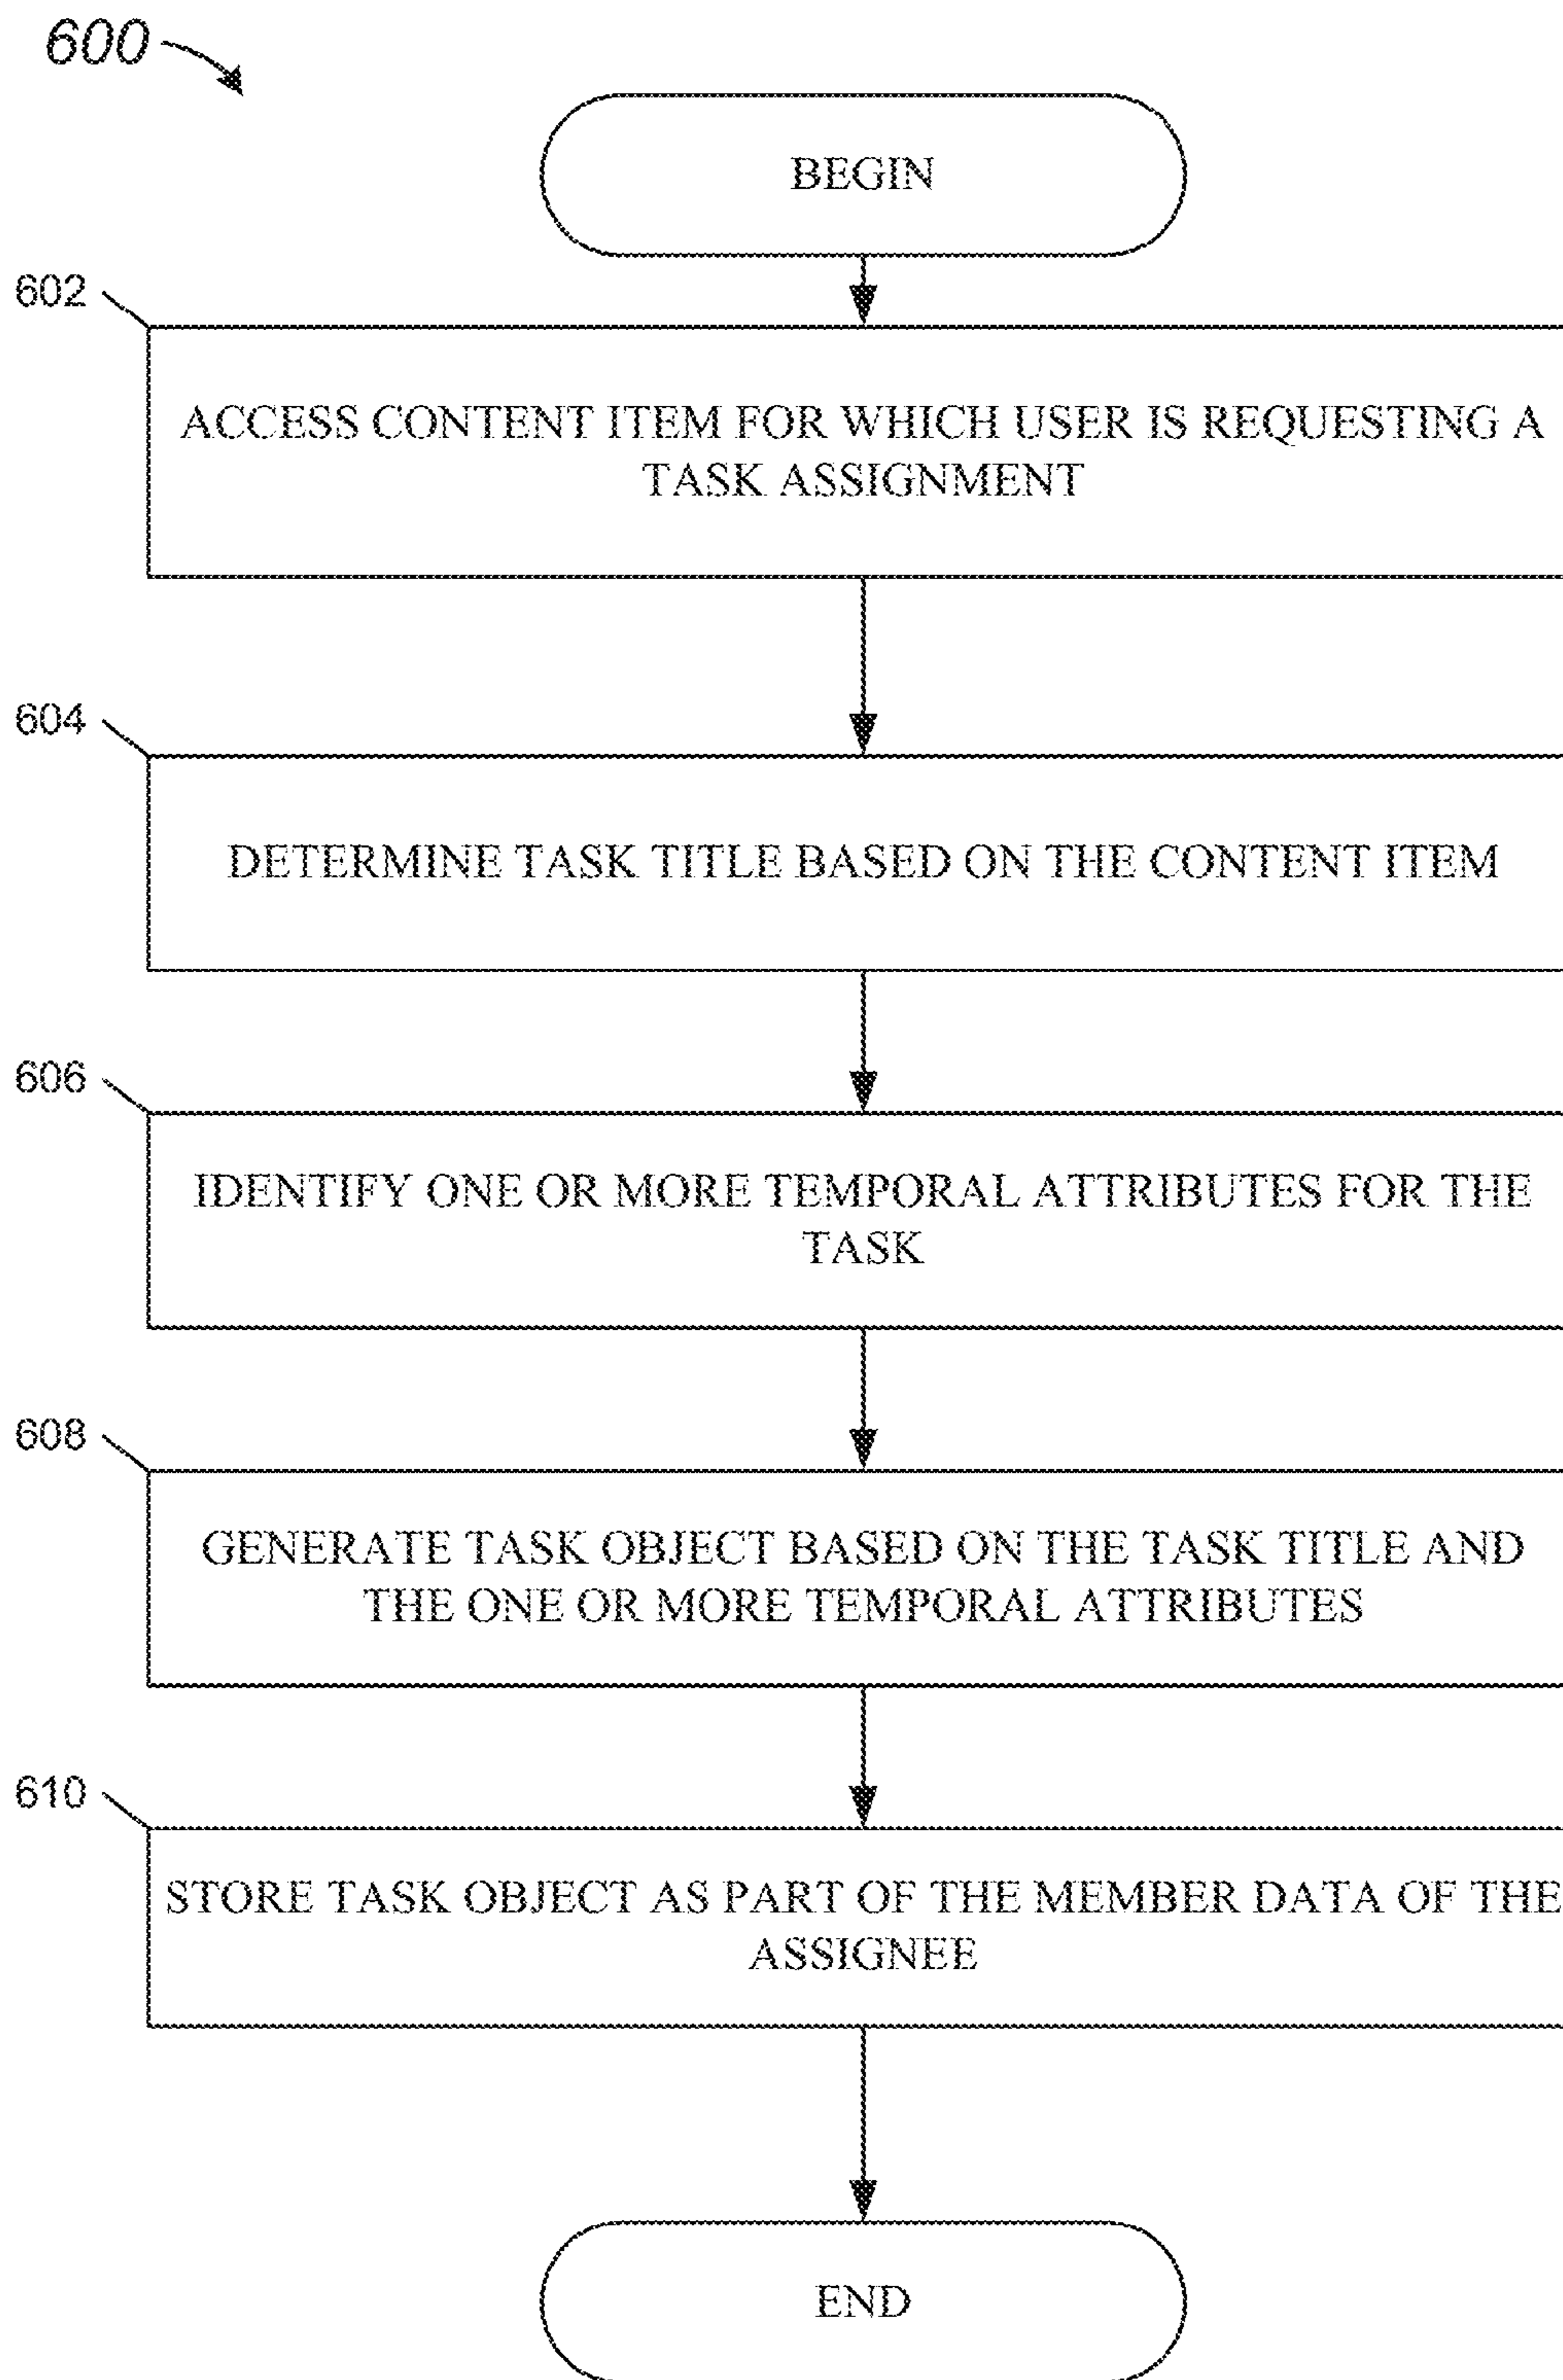 600
BEGIN
602
ACCESS CONTENT ITEM FOR WHICH USER IS REQUESTING A
TASK ASSIGNMENT
604
DETERMINE TASK TITLE BASED ON THE CONTENT ITEM
606
IDENTIFY ONE OR MORE TEMPORAL ATTRIBUTES FOR THE
TASK
608
GENERATE TASK OBJECT BASED ON THE TASK TITLE AND
THE ONE OR MORE TEMPORAL ATTRIBUTES
610
STORE TASK OBJECT AS PART OF THE MEMBER DATA OF THE
ASSIGNEE
END